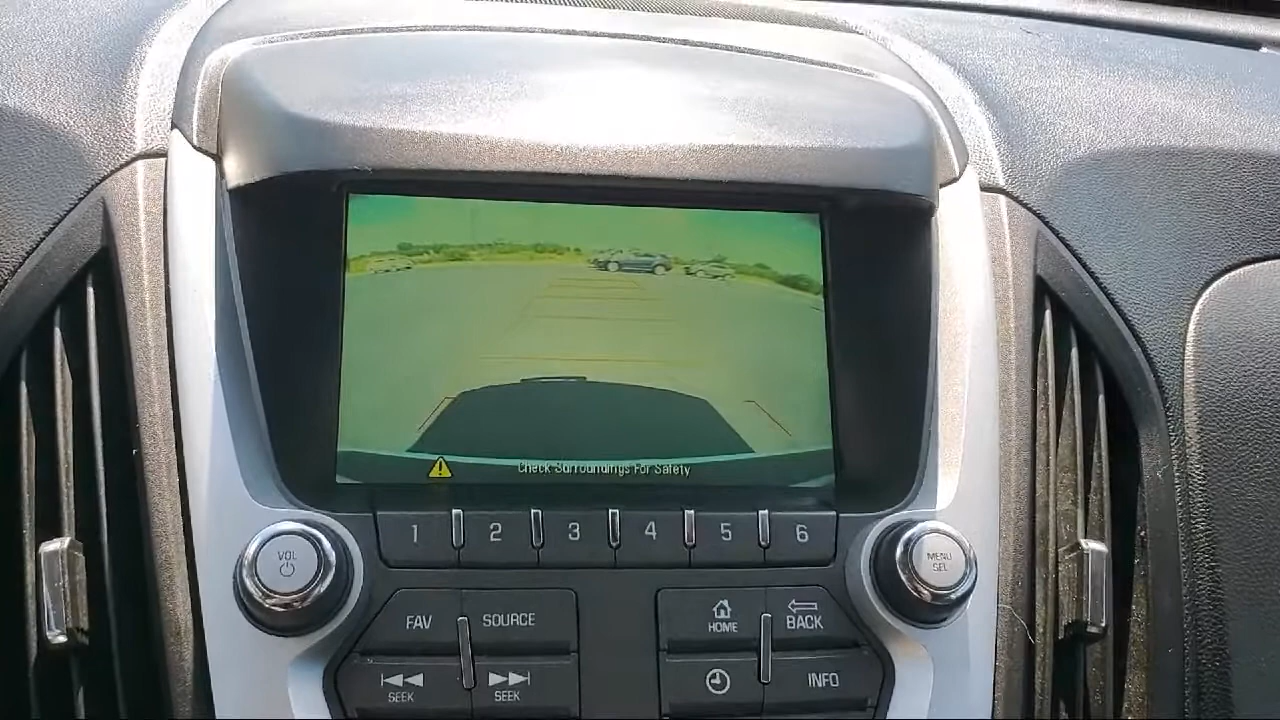 Check Surroundings For Safety
1 2 3 4 5 6
VOL
MENU
SEL
FAV SOURCE
HOME
BACK
SEEK SEEK
INFO